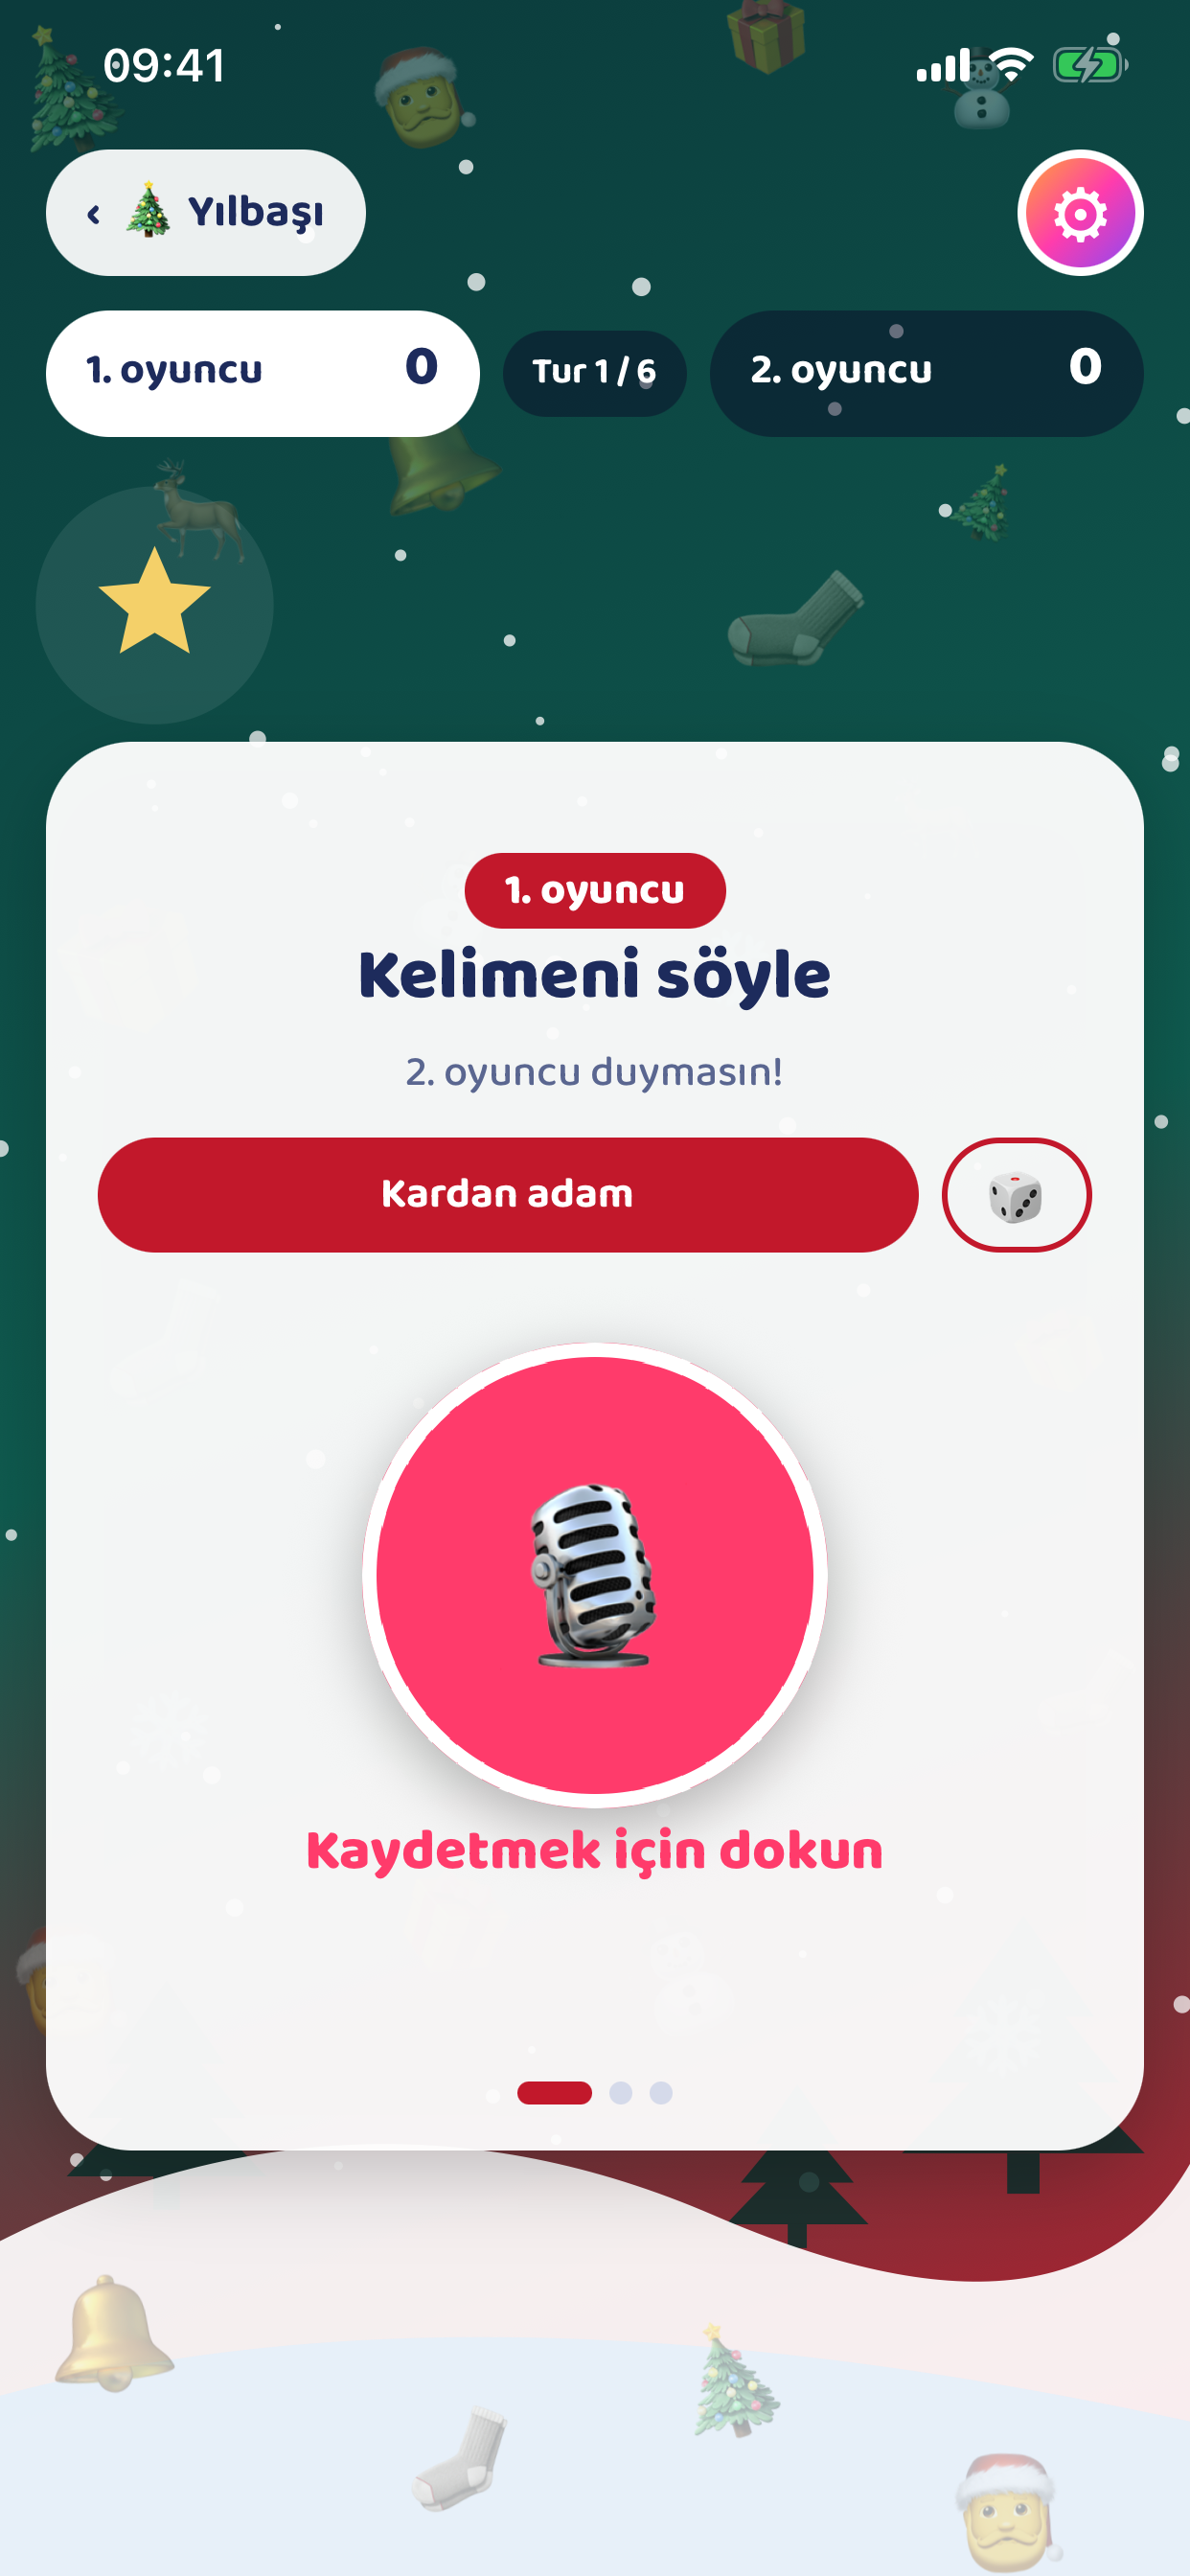 09:41
‹ 🎄 Yılbaşı
1. oyuncu 0
Tur 1 / 6
2. oyuncu 0
1. oyuncu
Kelimeni söyle
2. oyuncu duymasın!
Kardan adam
Kaydetmek için dokun